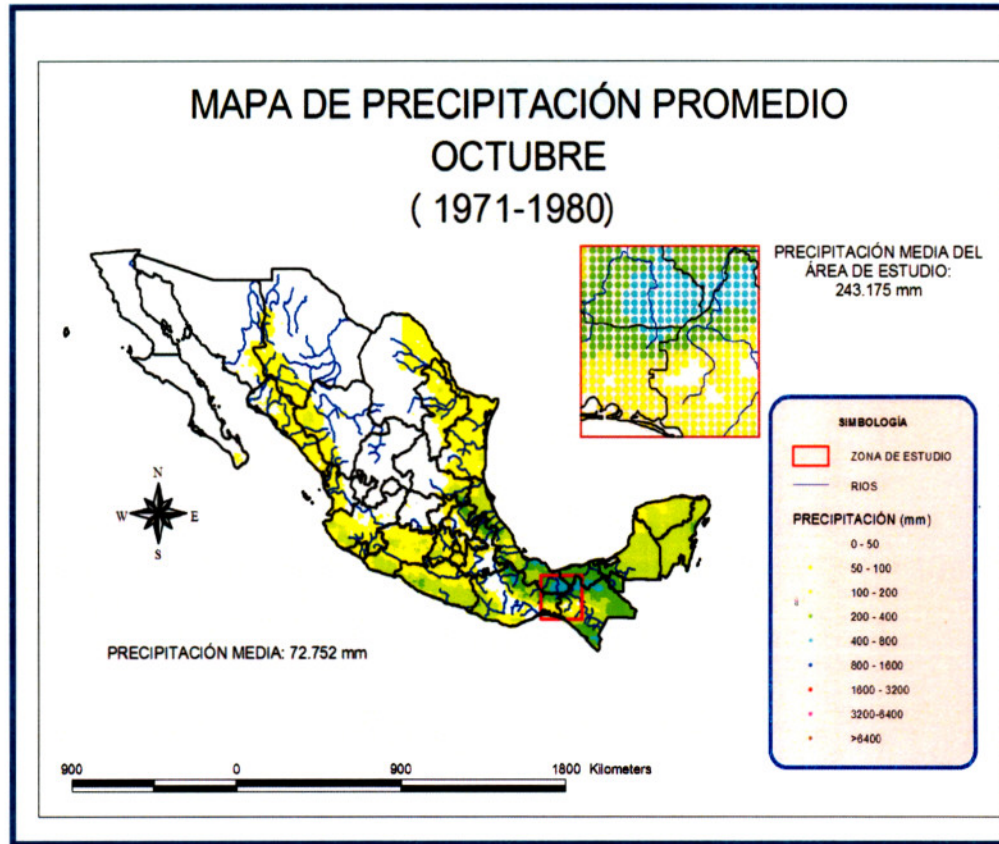 MAPA DE PRECIPITACIÓN PROMEDIO
OCTUBRE
( 1971-1980)
PRECIPITACIÓN MEDIA DEL
ÁREA DE ESTUDIO:
243.175 mm
SIMBOLOGÍA
ZONA DE ESTUDIO
RIOS
PRECIPITACIÓN (mm)
0 - 50
50 - 100
100 - 200
200 - 400
400 - 800
800 - 1600
1600 - 3200
3200-6400
>6400
N
W E
S
PRECIPITACIÓN MEDIA: 72.752 mm
900 0 900 1800 Kilometers